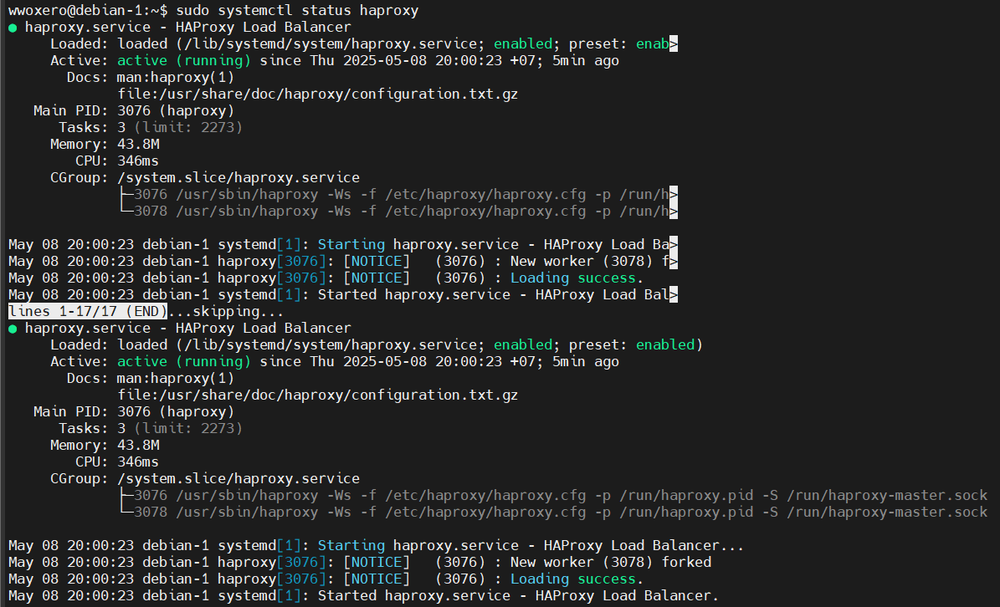 wwoxero@debian-1:~$ sudo systemctl status haproxy
● haproxy.service - HAProxy Load Balancer
     Loaded: loaded (/lib/systemd/system/haproxy.service; enabled; preset: enab>
     Active: active (running) since Thu 2025-05-08 20:00:23 +07; 5min ago
       Docs: man:haproxy(1)
             file:/usr/share/doc/haproxy/configuration.txt.gz
   Main PID: 3076 (haproxy)
      Tasks: 3 (limit: 2273)
     Memory: 43.8M
        CPU: 346ms
     CGroup: /system.slice/haproxy.service
             ├─3076 /usr/sbin/haproxy -Ws -f /etc/haproxy/haproxy.cfg -p /run/h>
             └─3078 /usr/sbin/haproxy -Ws -f /etc/haproxy/haproxy.cfg -p /run/h>

May 08 20:00:23 debian-1 systemd[1]: Starting haproxy.service - HAProxy Load Ba>
May 08 20:00:23 debian-1 haproxy[3076]: [NOTICE]   (3076) : New worker (3078) f>
May 08 20:00:23 debian-1 haproxy[3076]: [NOTICE]   (3076) : Loading success.
May 08 20:00:23 debian-1 systemd[1]: Started haproxy.service - HAProxy Load Bal>
lines 1-17/17 (END)...skipping...
● haproxy.service - HAProxy Load Balancer
     Loaded: loaded (/lib/systemd/system/haproxy.service; enabled; preset: enabled)
     Active: active (running) since Thu 2025-05-08 20:00:23 +07; 5min ago
       Docs: man:haproxy(1)
             file:/usr/share/doc/haproxy/configuration.txt.gz
   Main PID: 3076 (haproxy)
      Tasks: 3 (limit: 2273)
     Memory: 43.8M
        CPU: 346ms
     CGroup: /system.slice/haproxy.service
             ├─3076 /usr/sbin/haproxy -Ws -f /etc/haproxy/haproxy.cfg -p /run/haproxy.pid -S /run/haproxy-master.sock
             └─3078 /usr/sbin/haproxy -Ws -f /etc/haproxy/haproxy.cfg -p /run/haproxy.pid -S /run/haproxy-master.sock

May 08 20:00:23 debian-1 systemd[1]: Starting haproxy.service - HAProxy Load Balancer...
May 08 20:00:23 debian-1 haproxy[3076]: [NOTICE]   (3076) : New worker (3078) forked
May 08 20:00:23 debian-1 haproxy[3076]: [NOTICE]   (3076) : Loading success.
May 08 20:00:23 debian-1 systemd[1]: Started haproxy.service - HAProxy Load Balancer.